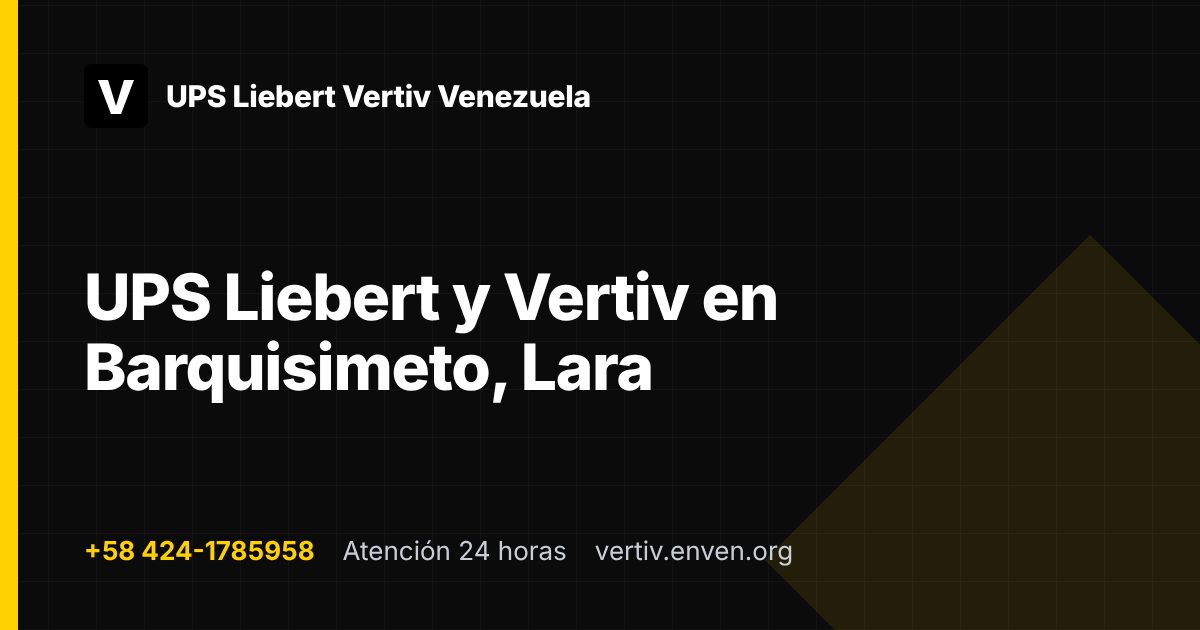 V UPS Liebert Vertiv Venezuela
UPS Liebert y Vertiv en
Barquisimeto, Lara
+58 424-1785958 Atención 24 horas vertiv.enven.org